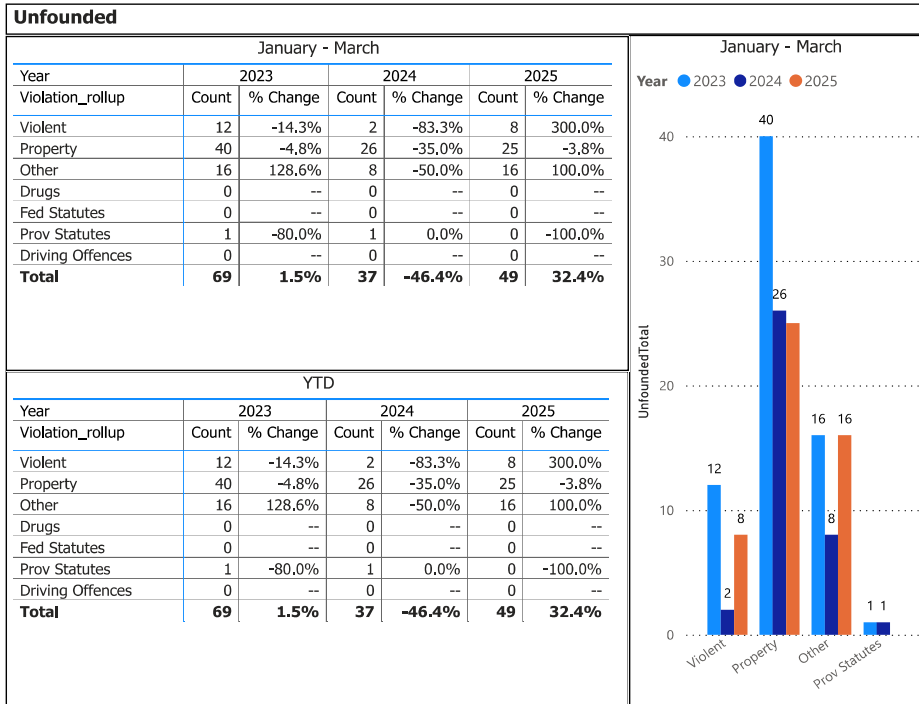 Unfounded
January - March
Year 2023 2024 2025
Violation_rollup Count % Change Count % Change Count % Change
Violent 12 -14.3% 2 -83.3% 8 300.0%
Property 40 -4.8% 26 -35.0% 25 -3.8%
Other 16 128.6% 8 -50.0% 16 100.0%
Drugs 0 -- 0 -- 0 --
Fed Statutes 0 -- 0 -- 0 --
Prov Statutes 1 -80.0% 1 0.0% 0 -100.0%
Driving Offences 0 -- 0 -- 0 --
Total 69 1.5% 37 -46.4% 49 32.4%
YTD
Year 2023 2024 2025
Violation_rollup Count % Change Count % Change Count % Change
Violent 12 -14.3% 2 -83.3% 8 300.0%
Property 40 -4.8% 26 -35.0% 25 -3.8%
Other 16 128.6% 8 -50.0% 16 100.0%
Drugs 0 -- 0 -- 0 --
Fed Statutes 0 -- 0 -- 0 --
Prov Statutes 1 -80.0% 1 0.0% 0 -100.0%
Driving Offences 0 -- 0 -- 0 --
Total 69 1.5% 37 -46.4% 49 32.4%
January - March
Year 2023 2024 2025
UnfoundedTotal
40
30
20
10
0
12
2
8
40
26
16
8
16
1 1
Violent
Property
Other
Prov Statutes